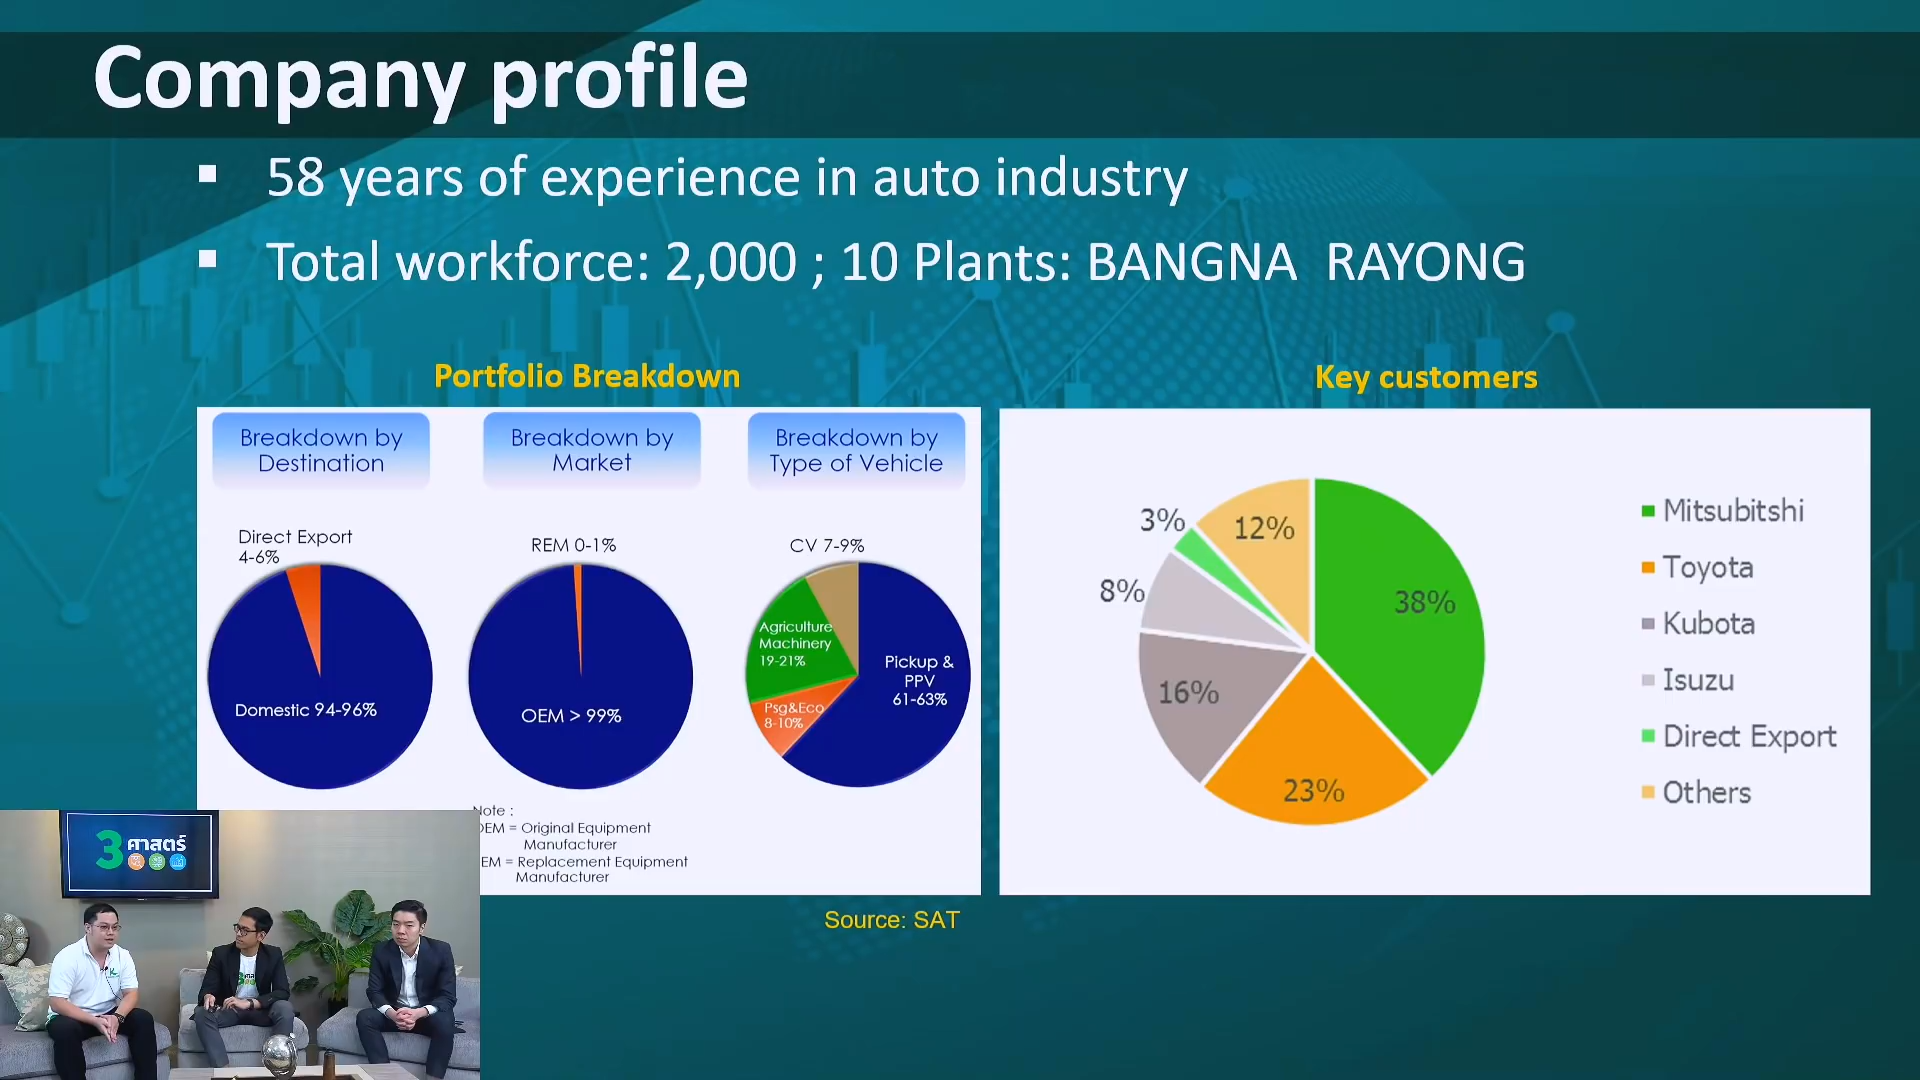 Company profile
58 years of experience in auto industry
Total workforce: 2,000 ; 10 Plants: BANGNA RAYONG
Portfolio Breakdown
Breakdown by
Destination
Breakdown by
Market
Breakdown by
Type of Vehicle
Direct Export
4-6%
Domestic 94-96%
REM 0-1%
OEM > 99%
CV 7-9%
Agriculture
Machinery
19-21%
Psg&Eco
8-10%
Pickup &
PPV
61-63%
Note :
OEM = Original Equipment
Manufacturer
EM = Replacement Equipment
Manufacturer
Key customers
38%
23%
16%
8%
3%
12%
Mitsubitshi
Toyota
Kubota
Isuzu
Direct Export
Others
Source: SAT
3 ศาสตร์